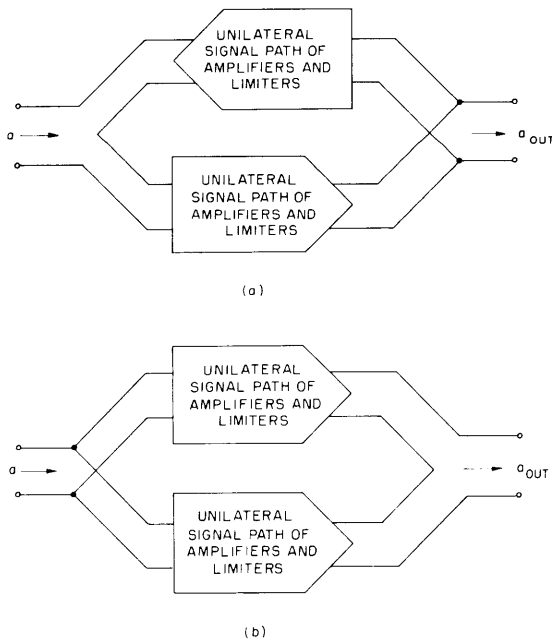 UNILATERAL
SIGNAL PATH OF
AMPLIFIERS AND
LIMITERS
a
a OUT
UNILATERAL
SIGNAL PATH OF
AMPLIFIERS AND
LIMITERS
(a)
UNILATERAL
SIGNAL PATH OF
AMPLIFIERS AND
LIMITERS
a
a OUT
UNILATERAL
SIGNAL PATH OF
AMPLIFIERS AND
LIMITERS
(b)